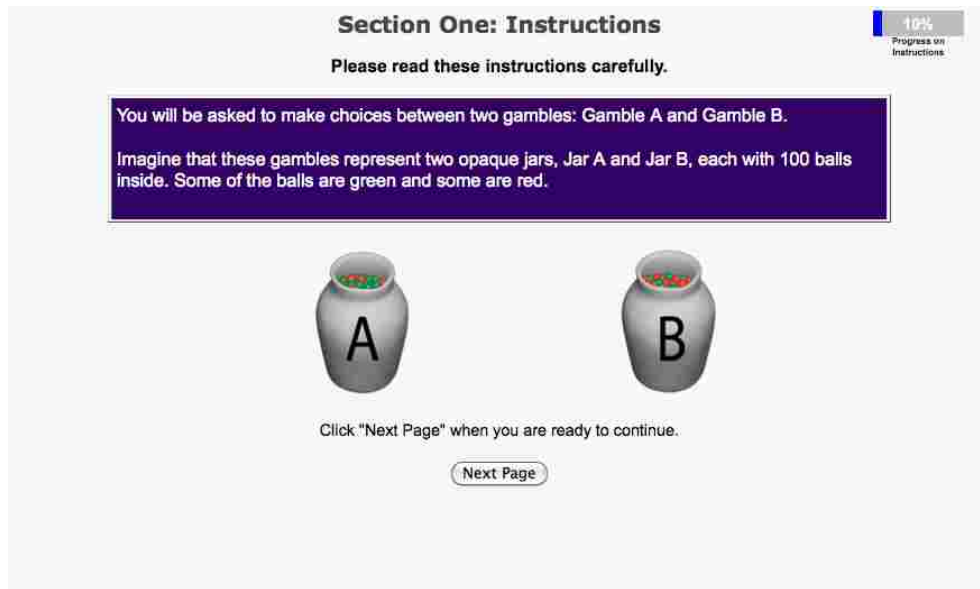 Section One: Instructions
10%
Progress on
Instructions
Please read these instructions carefully.
You will be asked to make choices between two gambles: Gamble A and Gamble B.
Imagine that these gambles represent two opaque jars, Jar A and Jar B, each with 100 balls
inside. Some of the balls are green and some are red.
A
B
Click "Next Page" when you are ready to continue.
Next Page